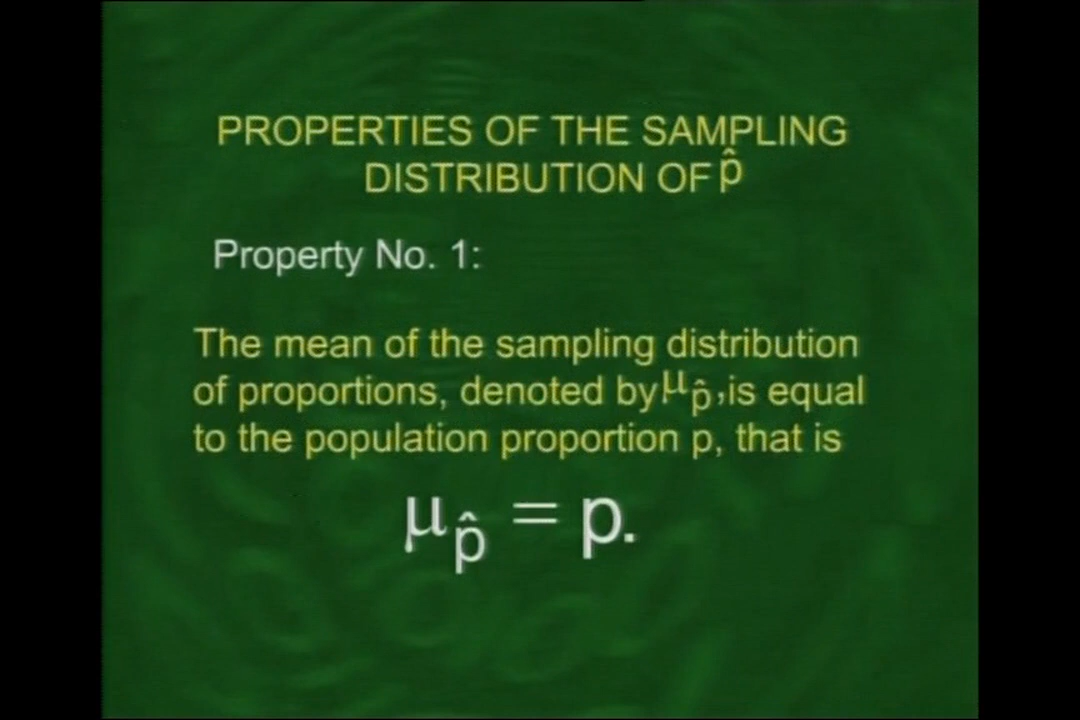 PROPERTIES OF THE SAMPLING
DISTRIBUTION OF p̂
Property No. 1:
The mean of the sampling distribution
of proportions, denoted by μp̂, is equal
to the population proportion p, that is
μp̂ = p.